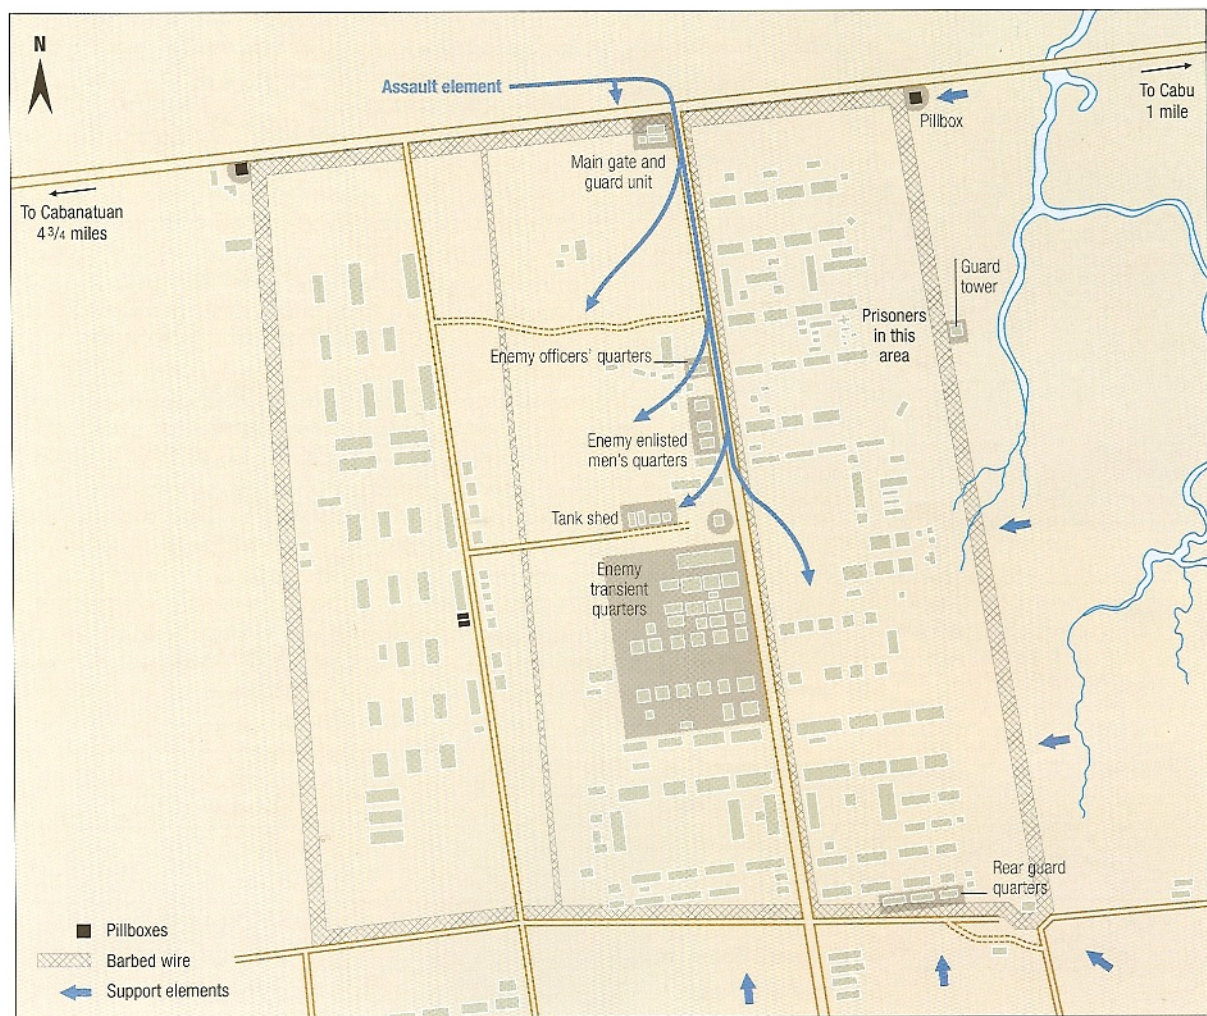 N
Assault element
To Cabu
1 mile
Pillbox
Main gate and
guard unit
To Cabanatuan
4 3/4 miles
Guard
tower
Prisoners
in this
area
Enemy officers' quarters
Enemy enlisted
men's quarters
Tank shed
Enemy
transient
quarters
Rear guard
quarters
Pillboxes
Barbed wire
Support elements